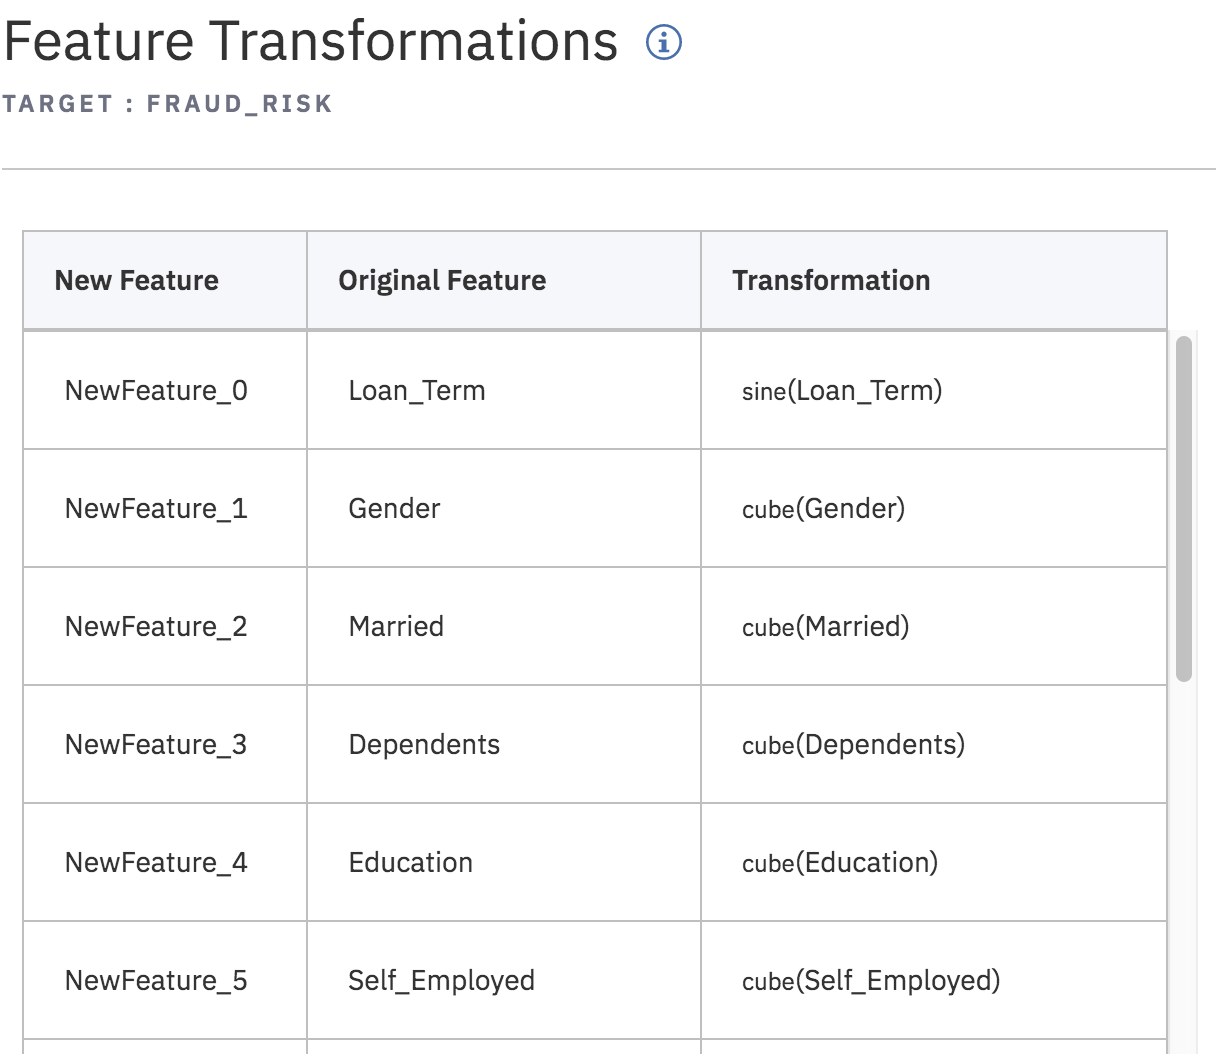 Feature Transformations
TARGET : FRAUD_RISK
New Feature Original Feature Transformation
NewFeature_0 Loan_Term sine(Loan_Term)
NewFeature_1 Gender cube(Gender)
NewFeature_2 Married cube(Married)
NewFeature_3 Dependents cube(Dependents)
NewFeature_4 Education cube(Education)
NewFeature_5 Self_Employed cube(Self_Employed)